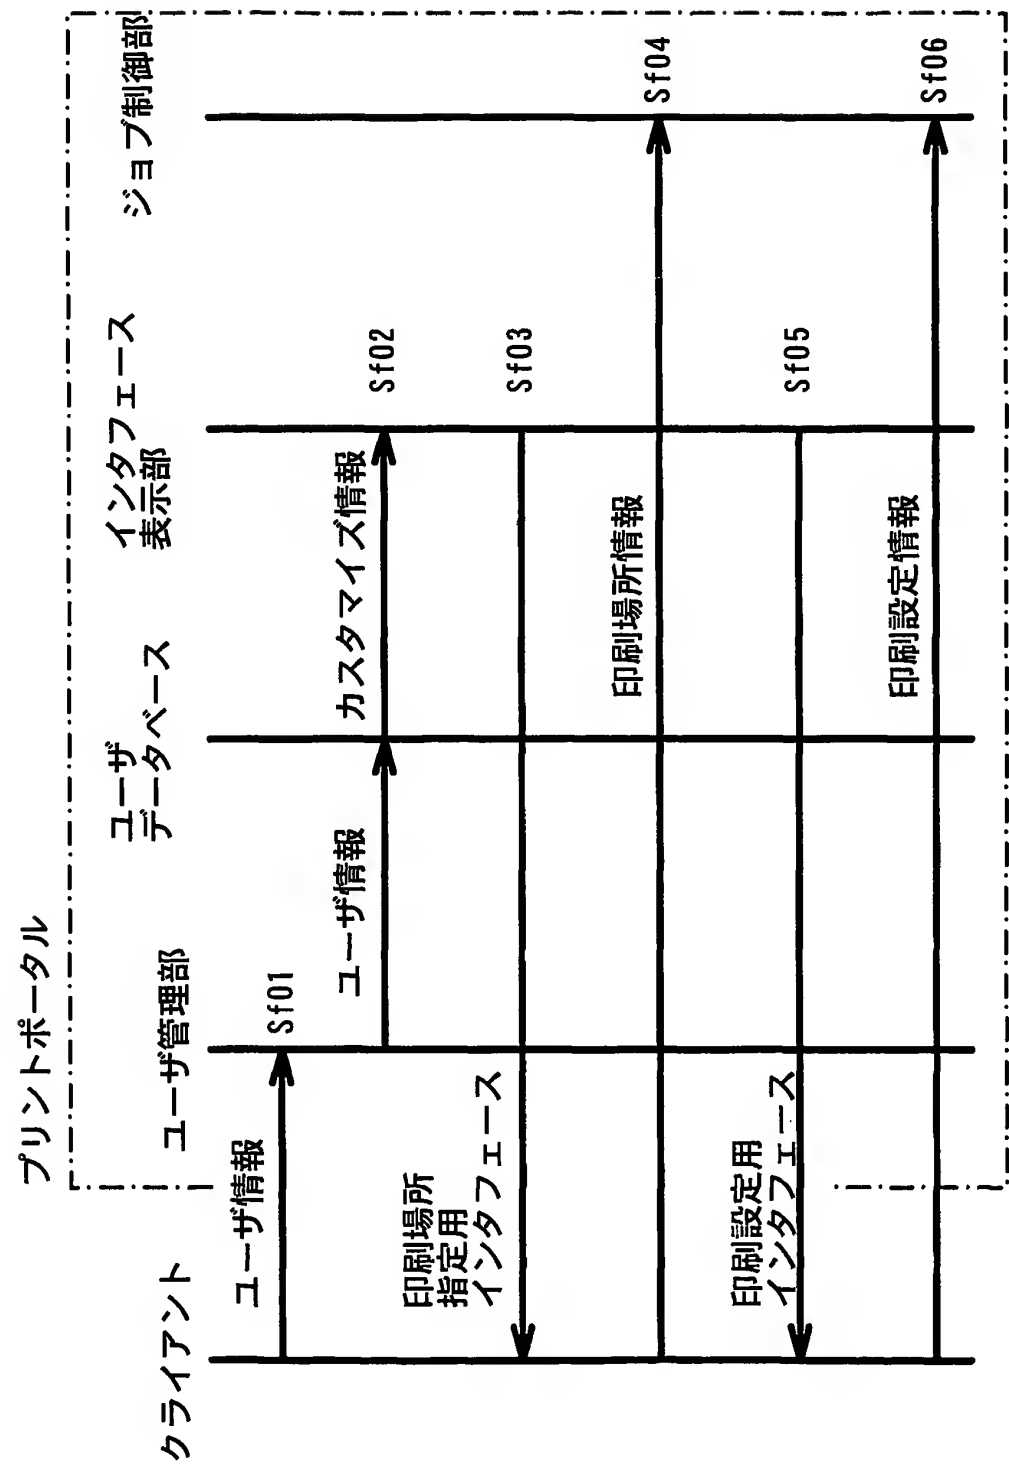 プリントポータル
クライアント
ユーザ管理部
ユーザ
データベース
インタフェース
表示部
ジョブ制御部
ユーザ情報
Sf01
ユーザ情報
カスタマイズ情報
Sf02
印刷場所
指定用
インタフェース
Sf03
印刷場所情報
Sf04
印刷設定用
インタフェース
Sf05
印刷設定情報
Sf06